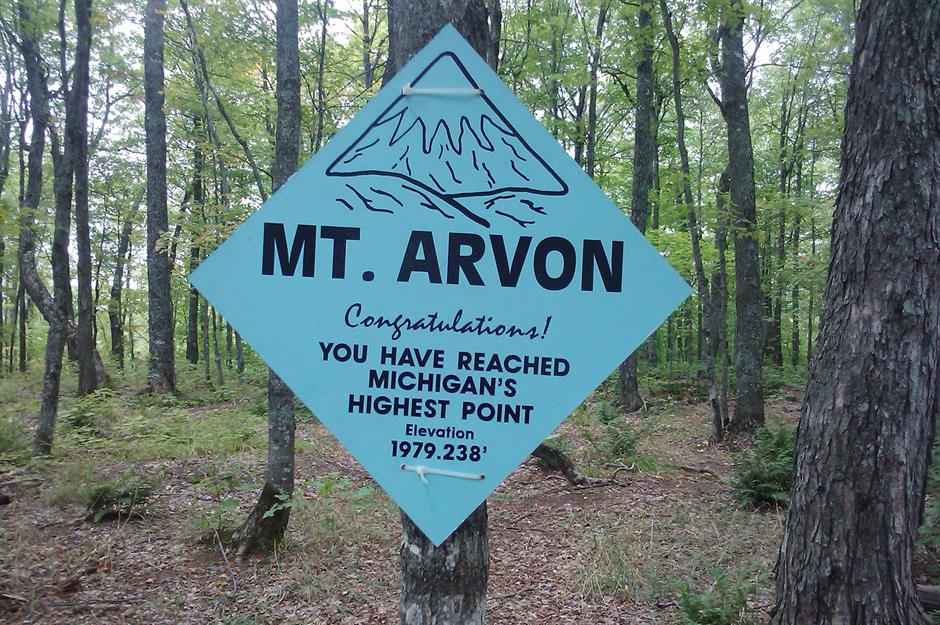 MT. ARVON
Congratulations!
YOU HAVE REACHED
MICHIGAN'S
HIGHEST POINT
Elevation
1979.238'